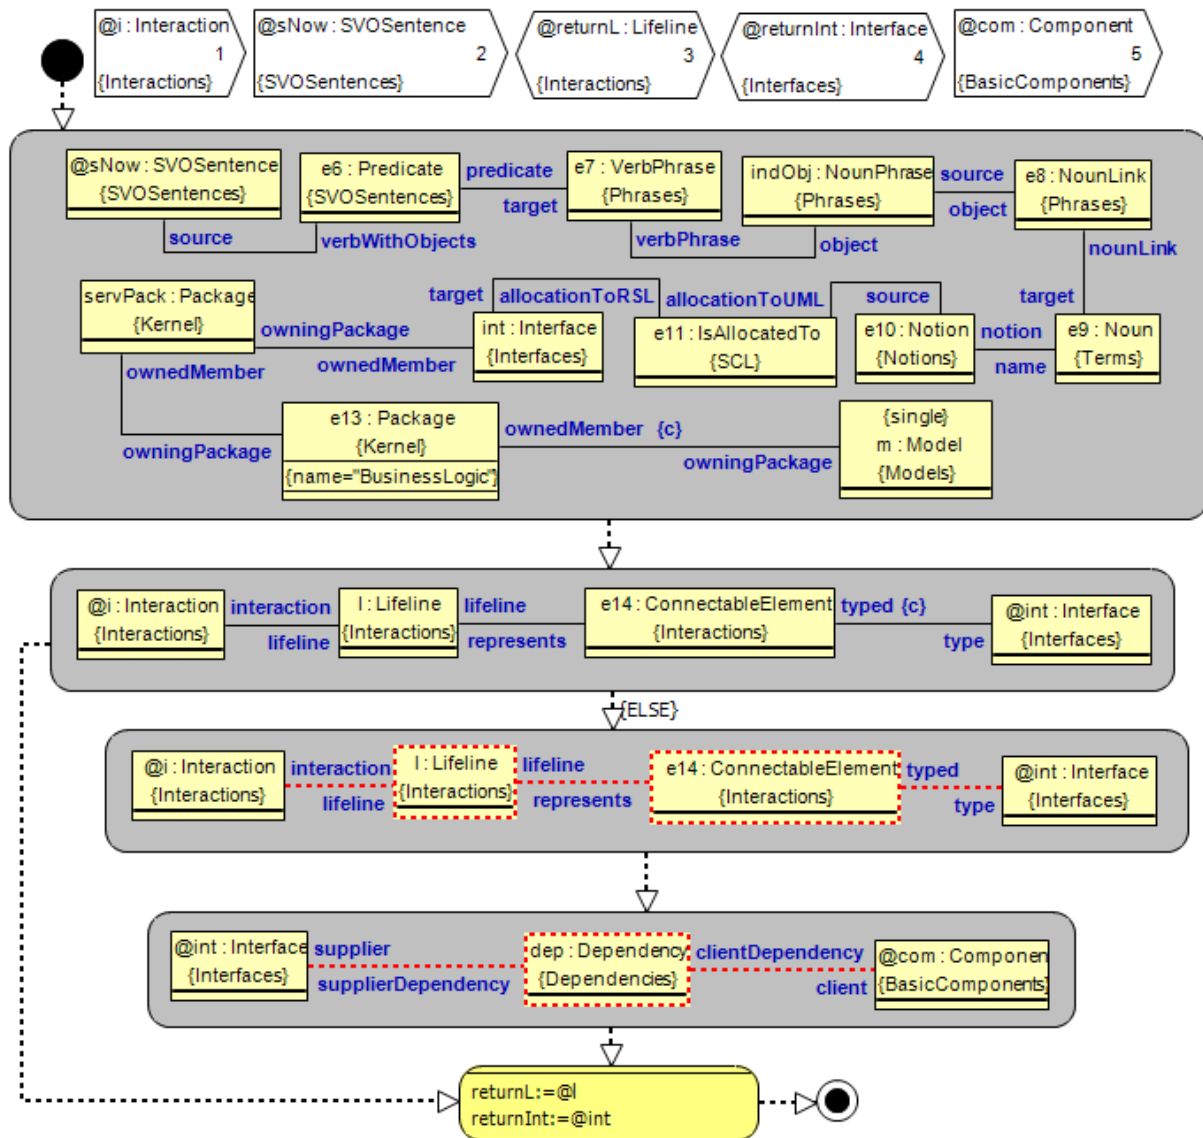 @i : Interaction
1
{Interactions}
@sNow : SVOSentence
2
{SVOSentences}
@returnL : Lifeline
3
{Interactions}
@returnInt : Interface
4
{Interfaces}
@com : Component
5
{BasicComponents}
@sNow : SVOSentence
{SVOSentences}
e6 : Predicate
{SVOSentences}
predicate
target
e7 : VerbPhrase
{Phrases}
indObj : NounPhrase
{Phrases}
source
object
e8 : NounLink
{Phrases}
source
verbWithObjects
verbPhrase
object
nounLink
servPack : Package
{Kernel}
owningPackage
ownedMember
target
allocationToRSL
int : Interface
{Interfaces}
allocationToUML
source
e11 : IsAllocatedTo
{SCL}
e10 : Notion
{Notions}
notion
name
target
e9 : Noun
{Terms}
ownedMember
owningPackage
e13 : Package
{Kernel}
{name="BusinessLogic"}
ownedMember {c}
owningPackage
{single}
m : Model
{Models}
@i : Interaction
{Interactions}
interaction
lifeline
l : Lifeline
{Interactions}
lifeline
represents
e14 : ConnectableElement
{Interactions}
typed {c}
type
@int : Interface
{Interfaces}
{ELSE}
@i : Interaction
{Interactions}
interaction
lifeline
l : Lifeline
{Interactions}
lifeline
represents
e14 : ConnectableElement
{Interactions}
typed
type
@int : Interface
{Interfaces}
@int : Interface
{Interfaces}
supplier
supplierDependency
dep : Dependency
{Dependencies}
clientDependency
client
@com : Componen
{BasicComponents}
returnL:=@l
returnInt:=@int